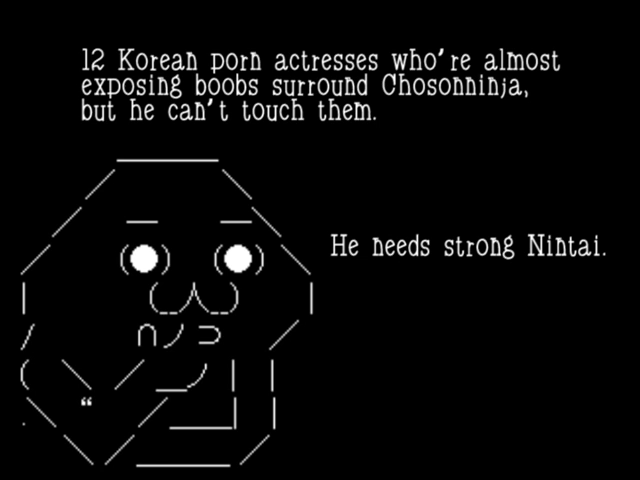 12 Korean porn actresses who're almost
exposing boobs surround Chosonninja,
but he can't touch them.
He needs strong Nintai.